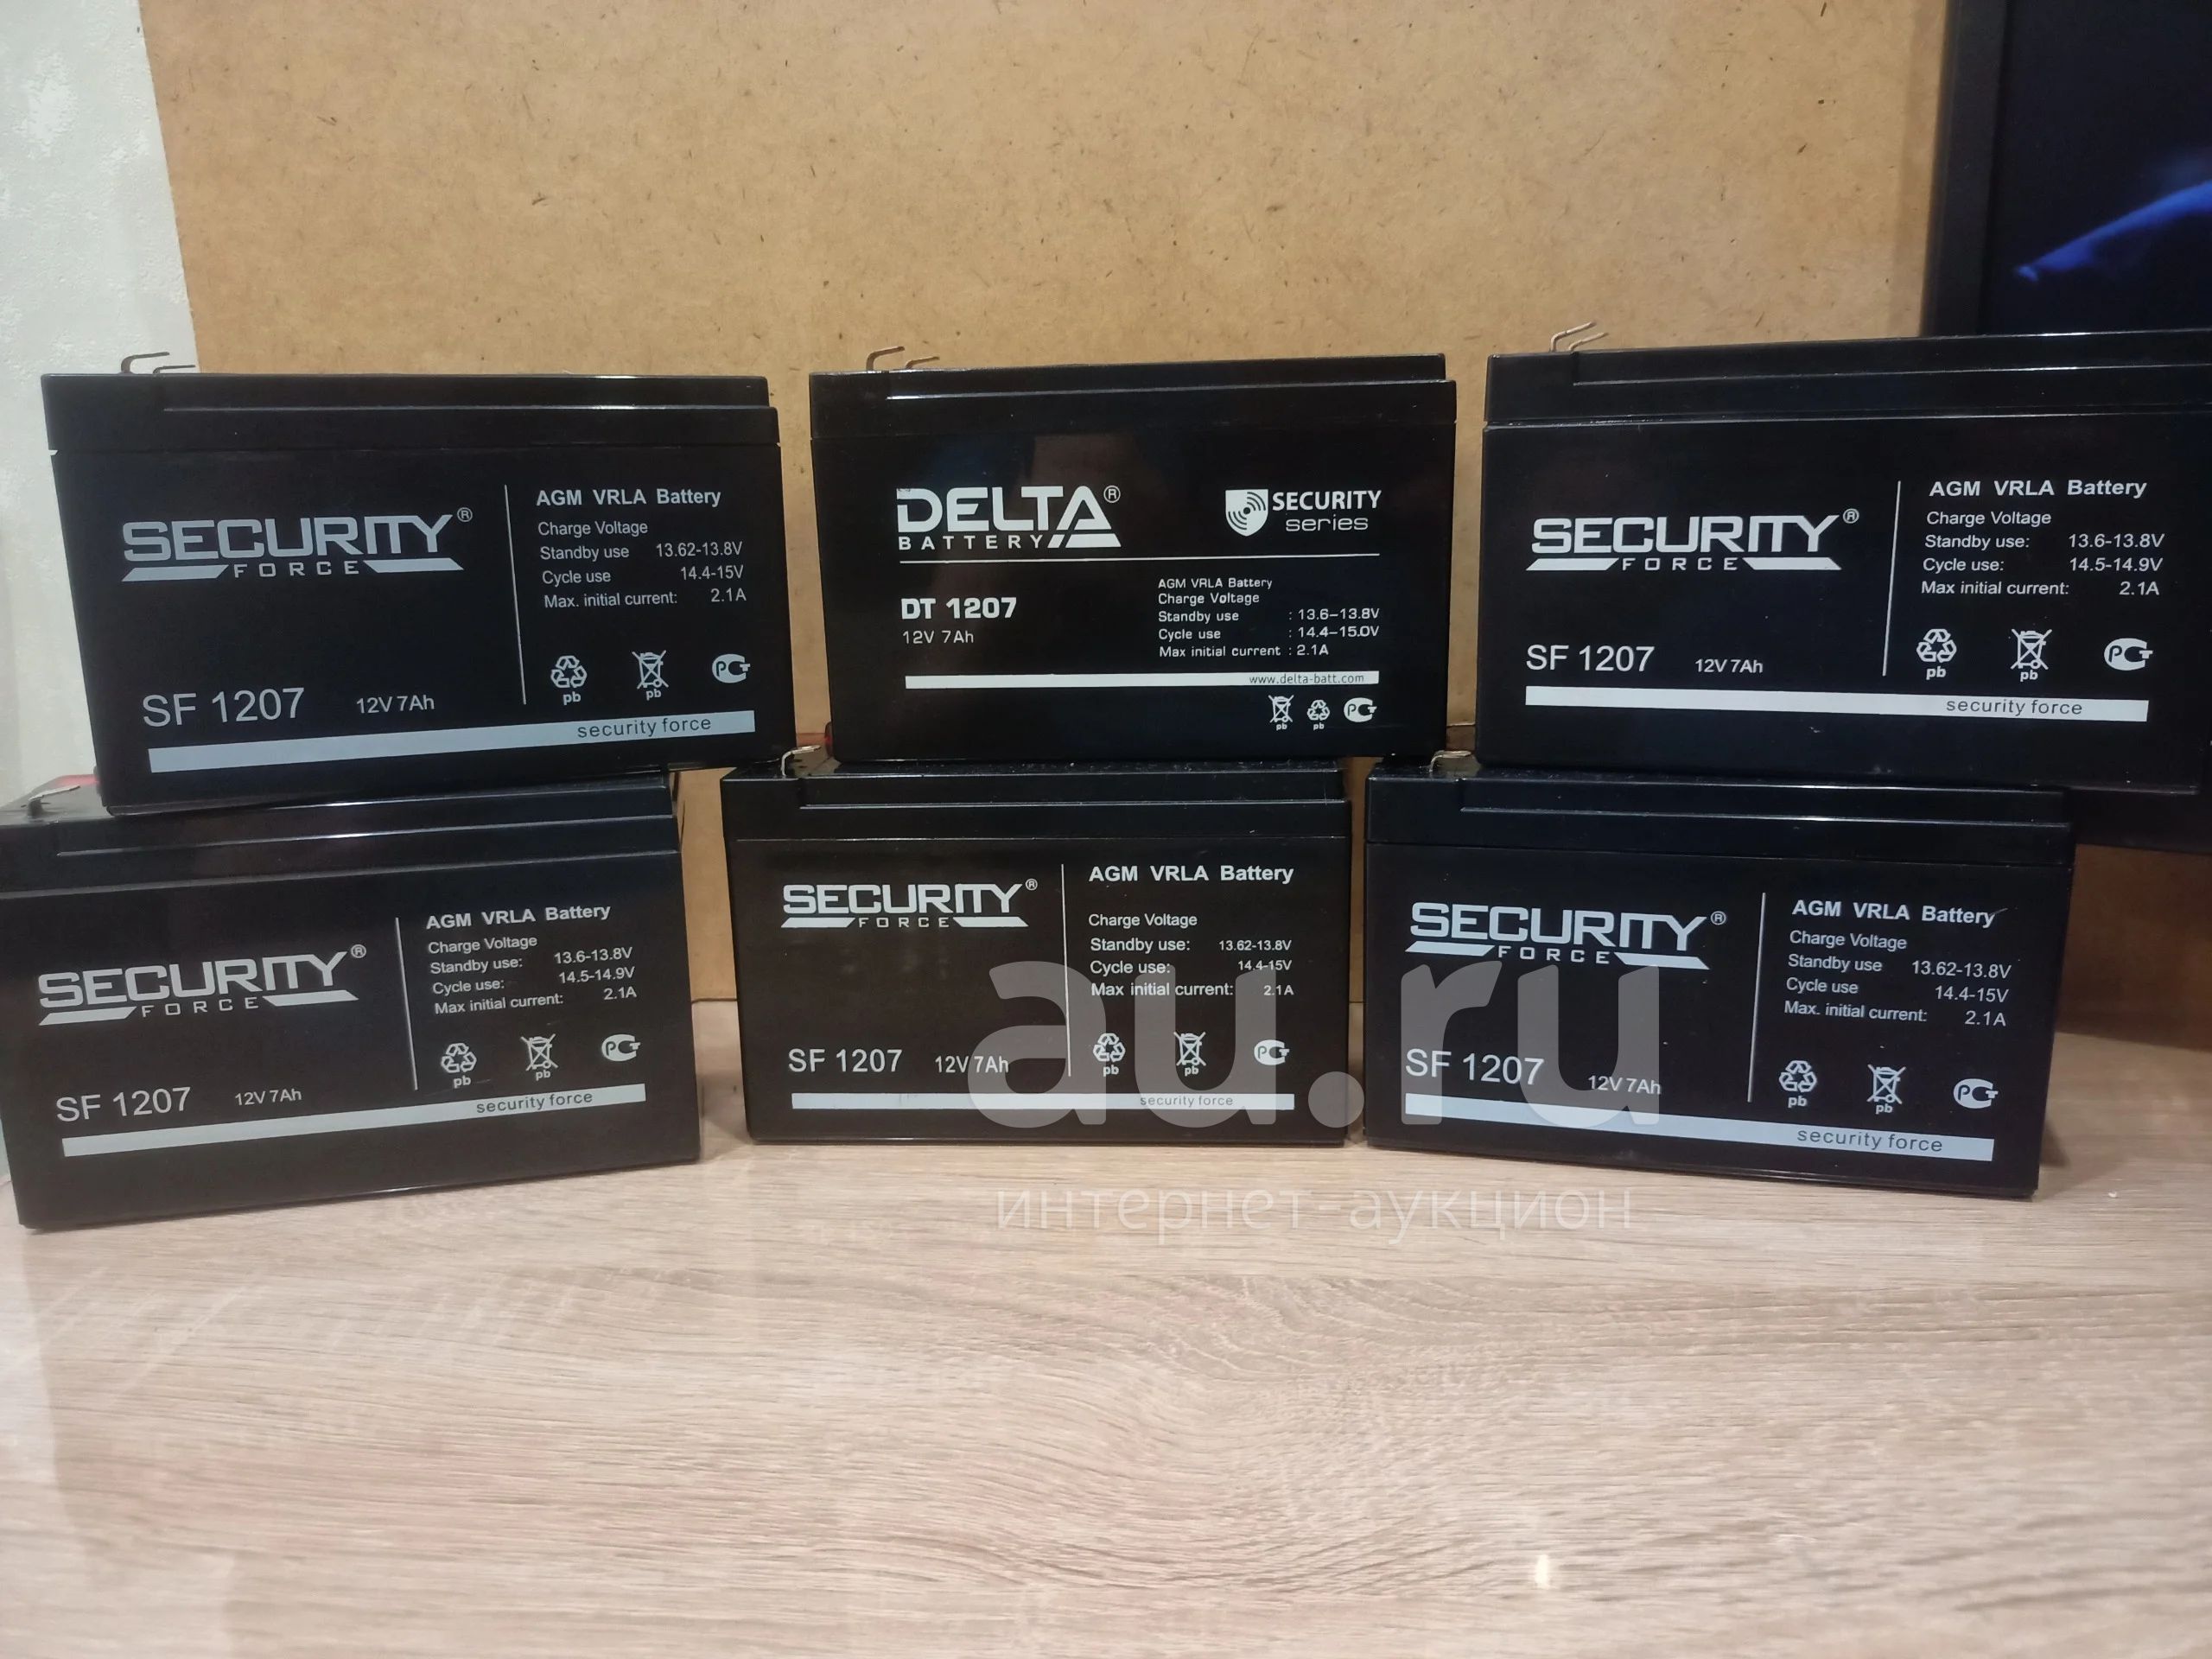 SECURITY®
FORCE
AGM VRLA Battery
Charge Voltage
Standby use 13.62-13.8V
Cycle use 14.4-15V
Max. initial current: 2.1A
pb
pb
SF 1207 12V 7Ah
security force
DELTA®
BATTERY
SECURITY
series
DT 1207
12V 7Ah
AGM VRLA Battery
Charge Voltage
Standby use : 13.6-13.8V
Cycle use : 14.4-15.0V
Max initial current : 2.1A
www.delta-batt.com
pb
pb
SECURITY®
FORCE
AGM VRLA Battery
Charge Voltage
Standby use: 13.6-13.8V
Cycle use: 14.5-14.9V
Max initial current: 2.1A
pb
pb
SF 1207 12V 7Ah
security force
SECURITY®
FORCE
AGM VRLA Battery
Charge Voltage
Standby use: 13.6-13.8V
Cycle use: 14.5-14.9V
Max initial current: 2.1A
pb
pb
SF 1207 12V 7Ah
security force
SECURITY®
FORCE
AGM VRLA Battery
Charge Voltage
Standby use: 13.62-13.8V
Cycle use: 14.4-15V
Max initial current: 2.1A
pb
pb
SF 1207 12V 7Ah
security force
SECURITY®
FORCE
AGM VRLA Battery
Charge Voltage
Standby use 13.62-13.8V
Cycle use 14.4-15V
Max. initial current: 2.1A
pb
pb
SF 1207 12V 7Ah
security force
au.ru
интернет-аукцион